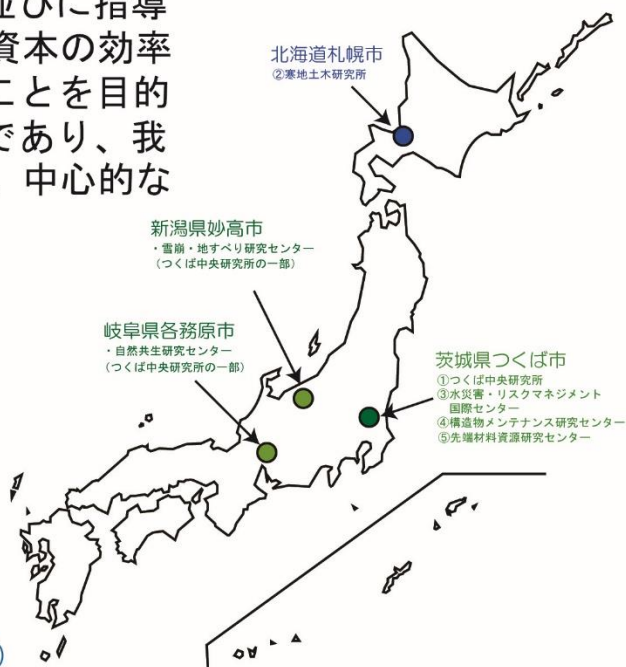 並びに指導
資本の効率
ことを目的
であり、我
中心的な
北海道札幌市
②寒地土木研究所
新潟県妙高市
・雪崩・地すべり研究センター
(つくば中央研究所の一部)
岐阜県各務原市
・自然共生研究センター
(つくば中央研究所の一部)
茨城県つくば市
①つくば中央研究所
③水災害・リスクマネジメント
国際センター
④構造物メンテナンス研究センター
⑤先端材料資源研究センター